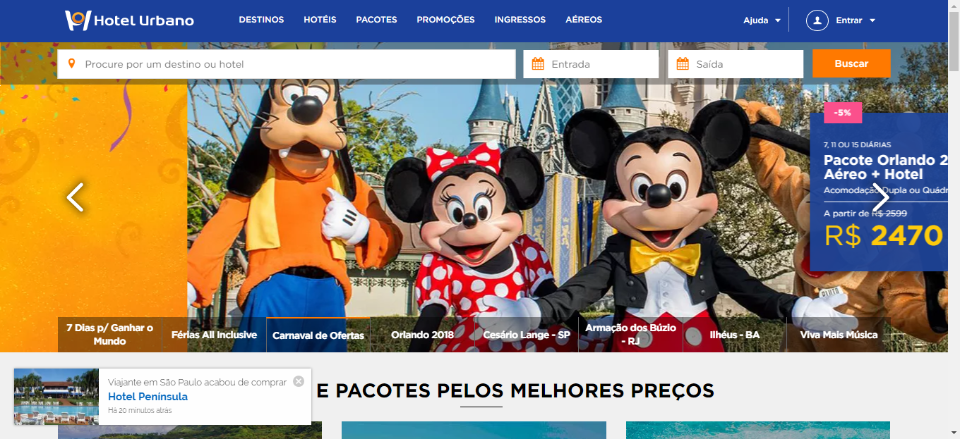 Hotel Urbano
DESTINOS HOTÉIS PACOTES PROMOÇÕES INGRESSOS AÉREOS
Ajuda Entrar
Procure por um destino ou hotel
Entrada
Saída
Buscar
-5%
7, 11 OU 15 DIÁRIAS
Pacote Orlando 2
Aéreo + Hotel
Acomodação Dupla ou Quádr
A partir de R$ 2599
R$ 2470
7 Dias p/ Ganhar o
Mundo
Férias All Inclusive
Carnaval de Ofertas
Orlando 2018
Cesário Lange - SP
Armação dos Búzio -
RJ
Ilhéus - BA
Viva Mais Música
E PACOTES PELOS MELHORES PREÇOS
Viajante em São Paulo acabou de comprar
Hotel Península
Há 20 minutos atrás